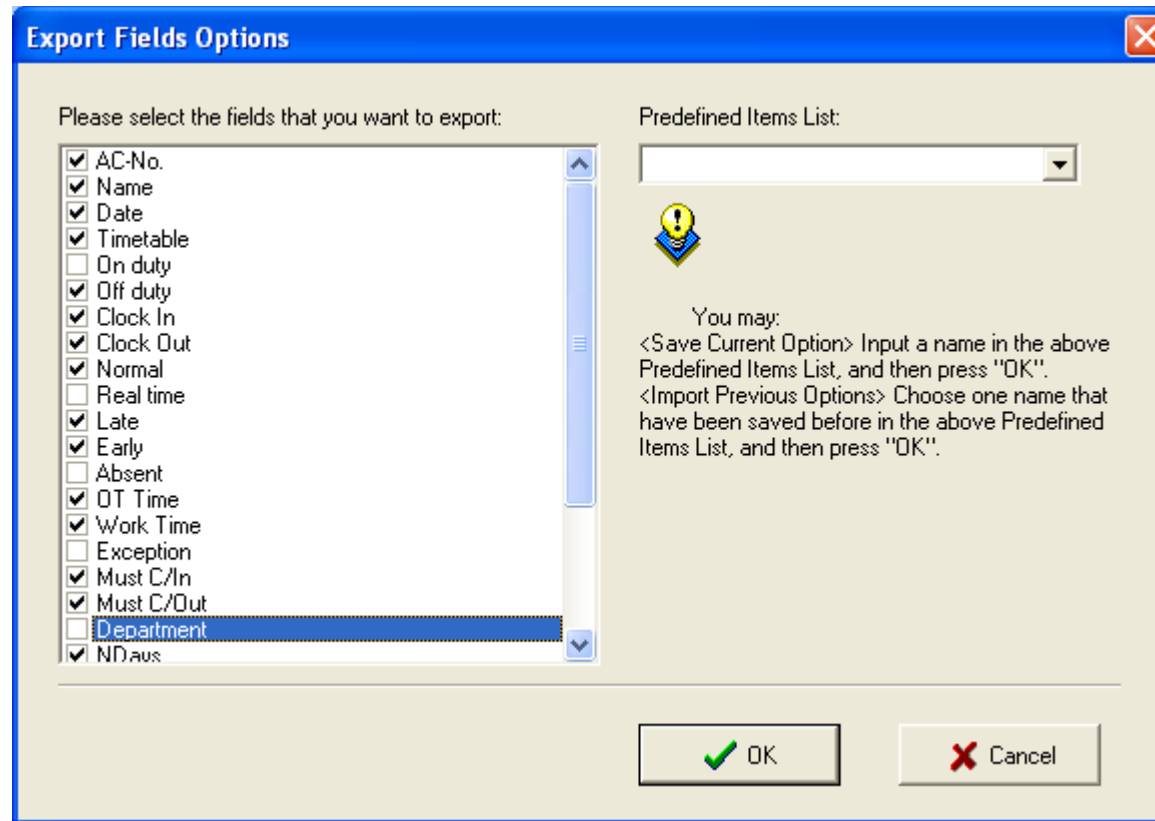 Export Fields Options
Please select the fields that you want to export:
AC-No.
Name
Date
Timetable
On duty
Off duty
Clock In
Clock Out
Normal
Real time
Late
Early
Absent
OT Time
Work Time
Exception
Must C/In
Must C/Out
Department
NDays
Predefined Items List:
You may:
<Save Current Option> Input a name in the above
Predefined Items List, and then press "OK".
<Import Previous Options> Choose one name that
have been saved before in the above Predefined
Items List, and then press "OK".
OK
Cancel